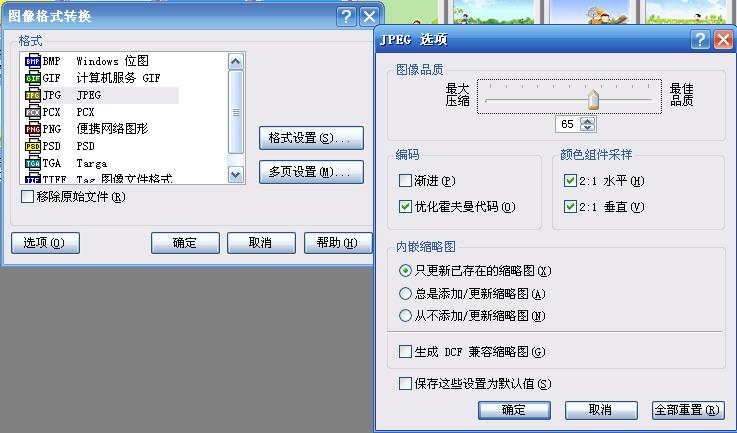 图像格式转换
格式
BMP Windows 位图
GIF 计算机服务 GIF
JPG JPEG
PCX PCX
PNG 便携网络图形
PSD PSD
TGA Targa
TIFF Tag 图像文件格式
格式设置(S)...
多页设置(M)...
移除原始文件(R)
选项(O)
确定
取消
帮助(H)
JPEG 选项
图像品质
最大压缩
最佳品质
65
编码
渐进(P)
优化霍夫曼代码(O)
颜色组件采样
2:1 水平(H)
2:1 垂直(V)
内嵌缩略图
只更新已存在的缩略图(X)
总是添加/更新缩略图(A)
从不添加/更新缩略图(N)
生成 DCF 兼容缩略图(G)
保存这些设置为默认值(S)
确定
取消
全部重置(R)